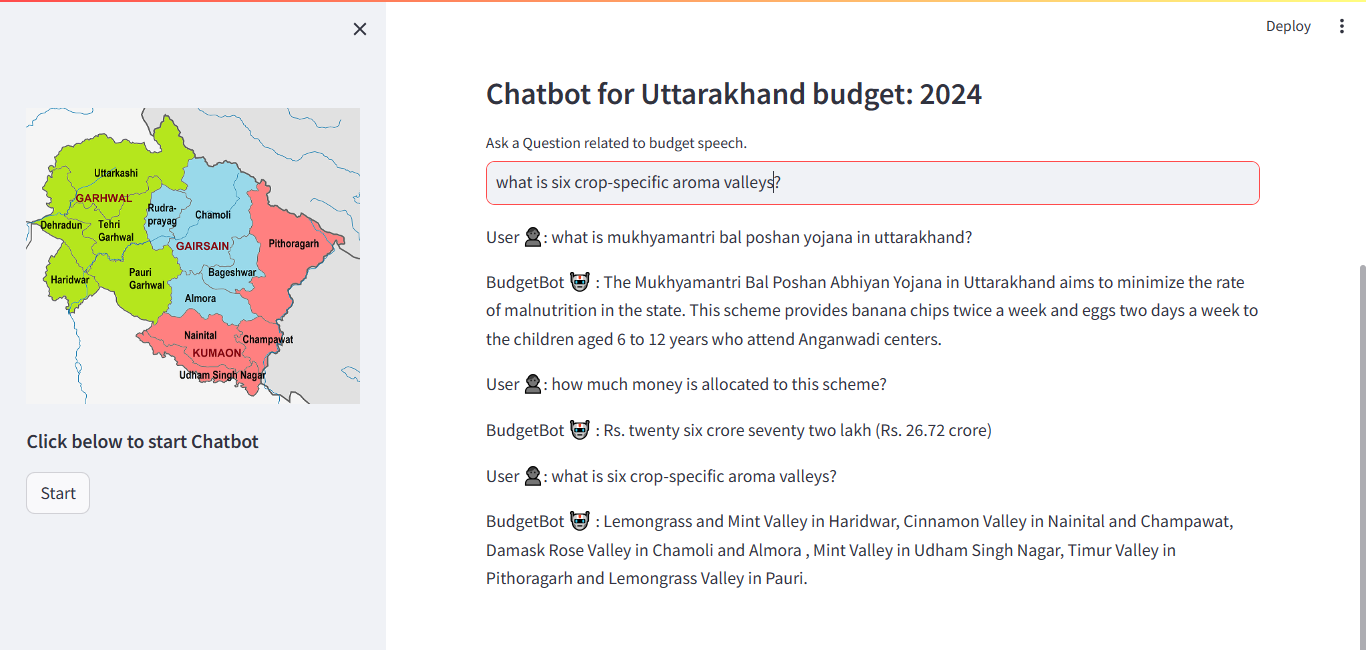 Deploy
Uttarkashi
GARHWAL
Rudra-
prayag
Chamoli
Dehradun
Tehri
Garhwal
GAIRSAIN
Pithoragarh
Haridwar
Pauri
Garhwal
Bageshwar
Almora
Nainital
Champawat
KUMAON
Udham Singh Nagar
Click below to start Chatbot
Start
Chatbot for Uttarakhand budget: 2024
Ask a Question related to budget speech.
what is six crop-specific aroma valleys?
User : what is mukhyamantri bal poshan yojana in uttarakhand?
BudgetBot : The Mukhyamantri Bal Poshan Abhiyan Yojana in Uttarakhand aims to minimize the rate
of malnutrition in the state. This scheme provides banana chips twice a week and eggs two days a week to
the children aged 6 to 12 years who attend Anganwadi centers.
User : how much money is allocated to this scheme?
BudgetBot : Rs. twenty six crore seventy two lakh (Rs. 26.72 crore)
User : what is six crop-specific aroma valleys?
BudgetBot : Lemongrass and Mint Valley in Haridwar, Cinnamon Valley in Nainital and Champawat,
Damask Rose Valley in Chamoli and Almora , Mint Valley in Udham Singh Nagar, Timur Valley in
Pithoragarh and Lemongrass Valley in Pauri.